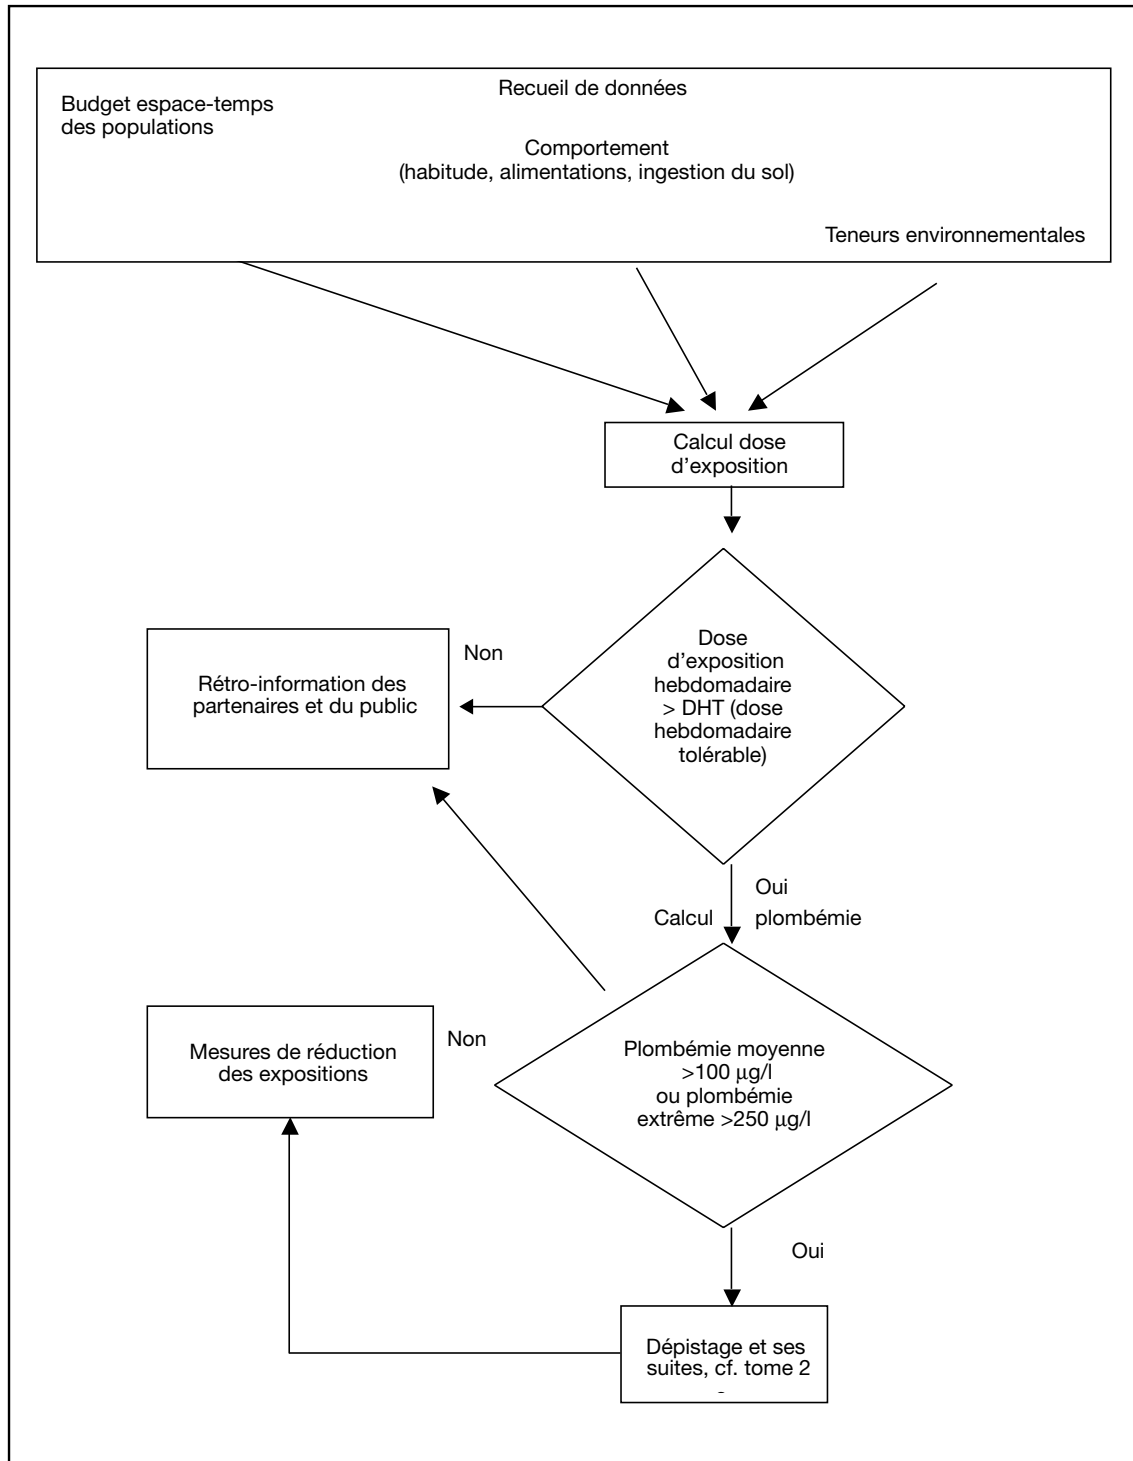 Recueil de données
Budget espace-temps
des populations
Comportement
(habitude, alimentations, ingestion du sol)
Teneurs environnementales
Calcul dose
d’exposition
Dose
d’exposition
hebdomadaire
> DHT (dose
hebdomadaire
tolérable)
Non
Rétro-information des
partenaires et du public
Oui
Calcul plombémie
Plombémie moyenne
>100 µg/l
ou plombémie
extrême >250 µg/l
Non
Mesures de réduction
des expositions
Oui
Dépistage et ses
suites, cf. tome 2